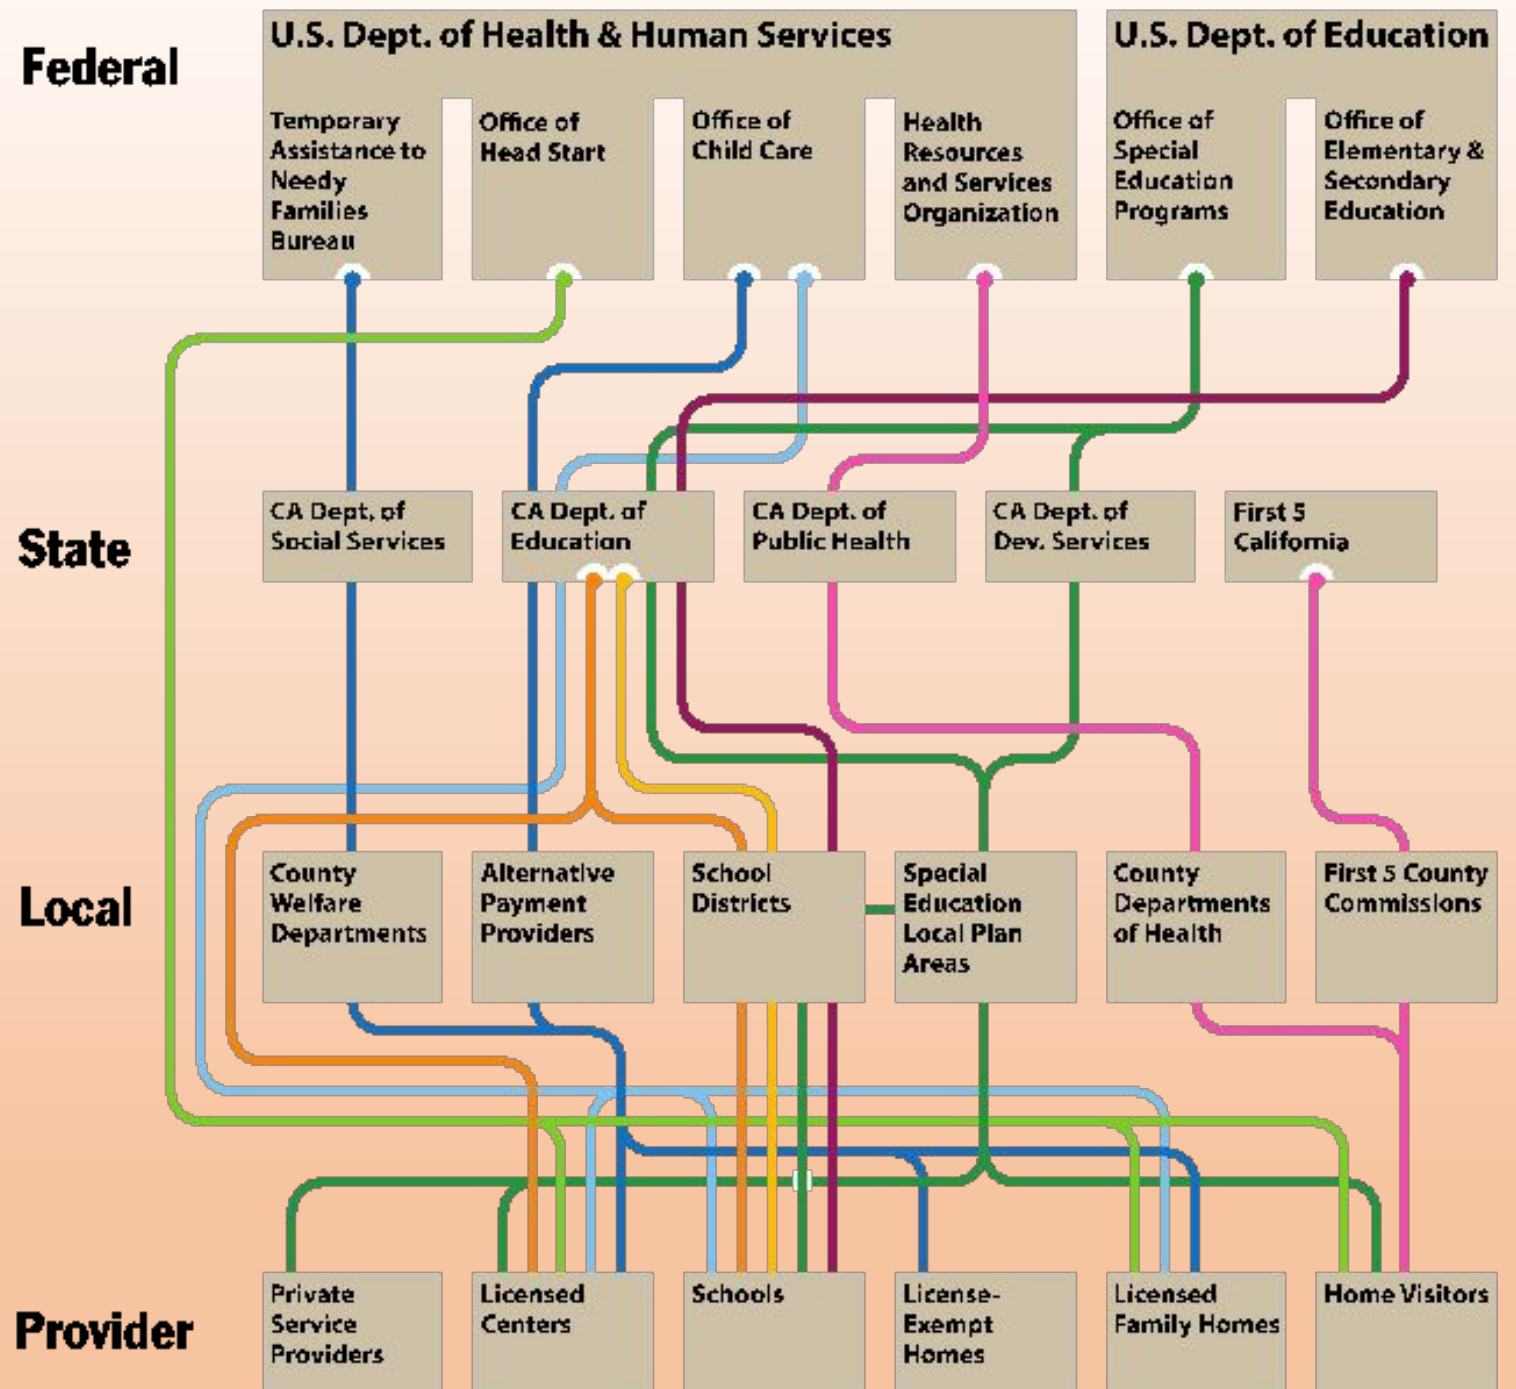 Federal
U.S. Dept. of Health & Human Services
U.S. Dept. of Education
Temporary
Assistance to
Needy
Families
Bureau
Office of
Head Start
Office of
Child Care
Health
Resources
and Services
Organization
Office of
Special
Education
Programs
Office of
Elementary &
Secondary
Education
State
CA Dept. of
Social Services
CA Dept. of
Education
CA Dept. of
Public Health
CA Dept. of
Dev. Services
First 5
California
Local
County
Welfare
Departments
Alternative
Payment
Providers
School
Districts
Special
Education
Local Plan
Areas
County
Departments
of Health
First 5 County
Commissions
Provider
Private
Service
Providers
Licensed
Centers
Schools
License-
Exempt
Homes
Licensed
Family Homes
Home Visitors